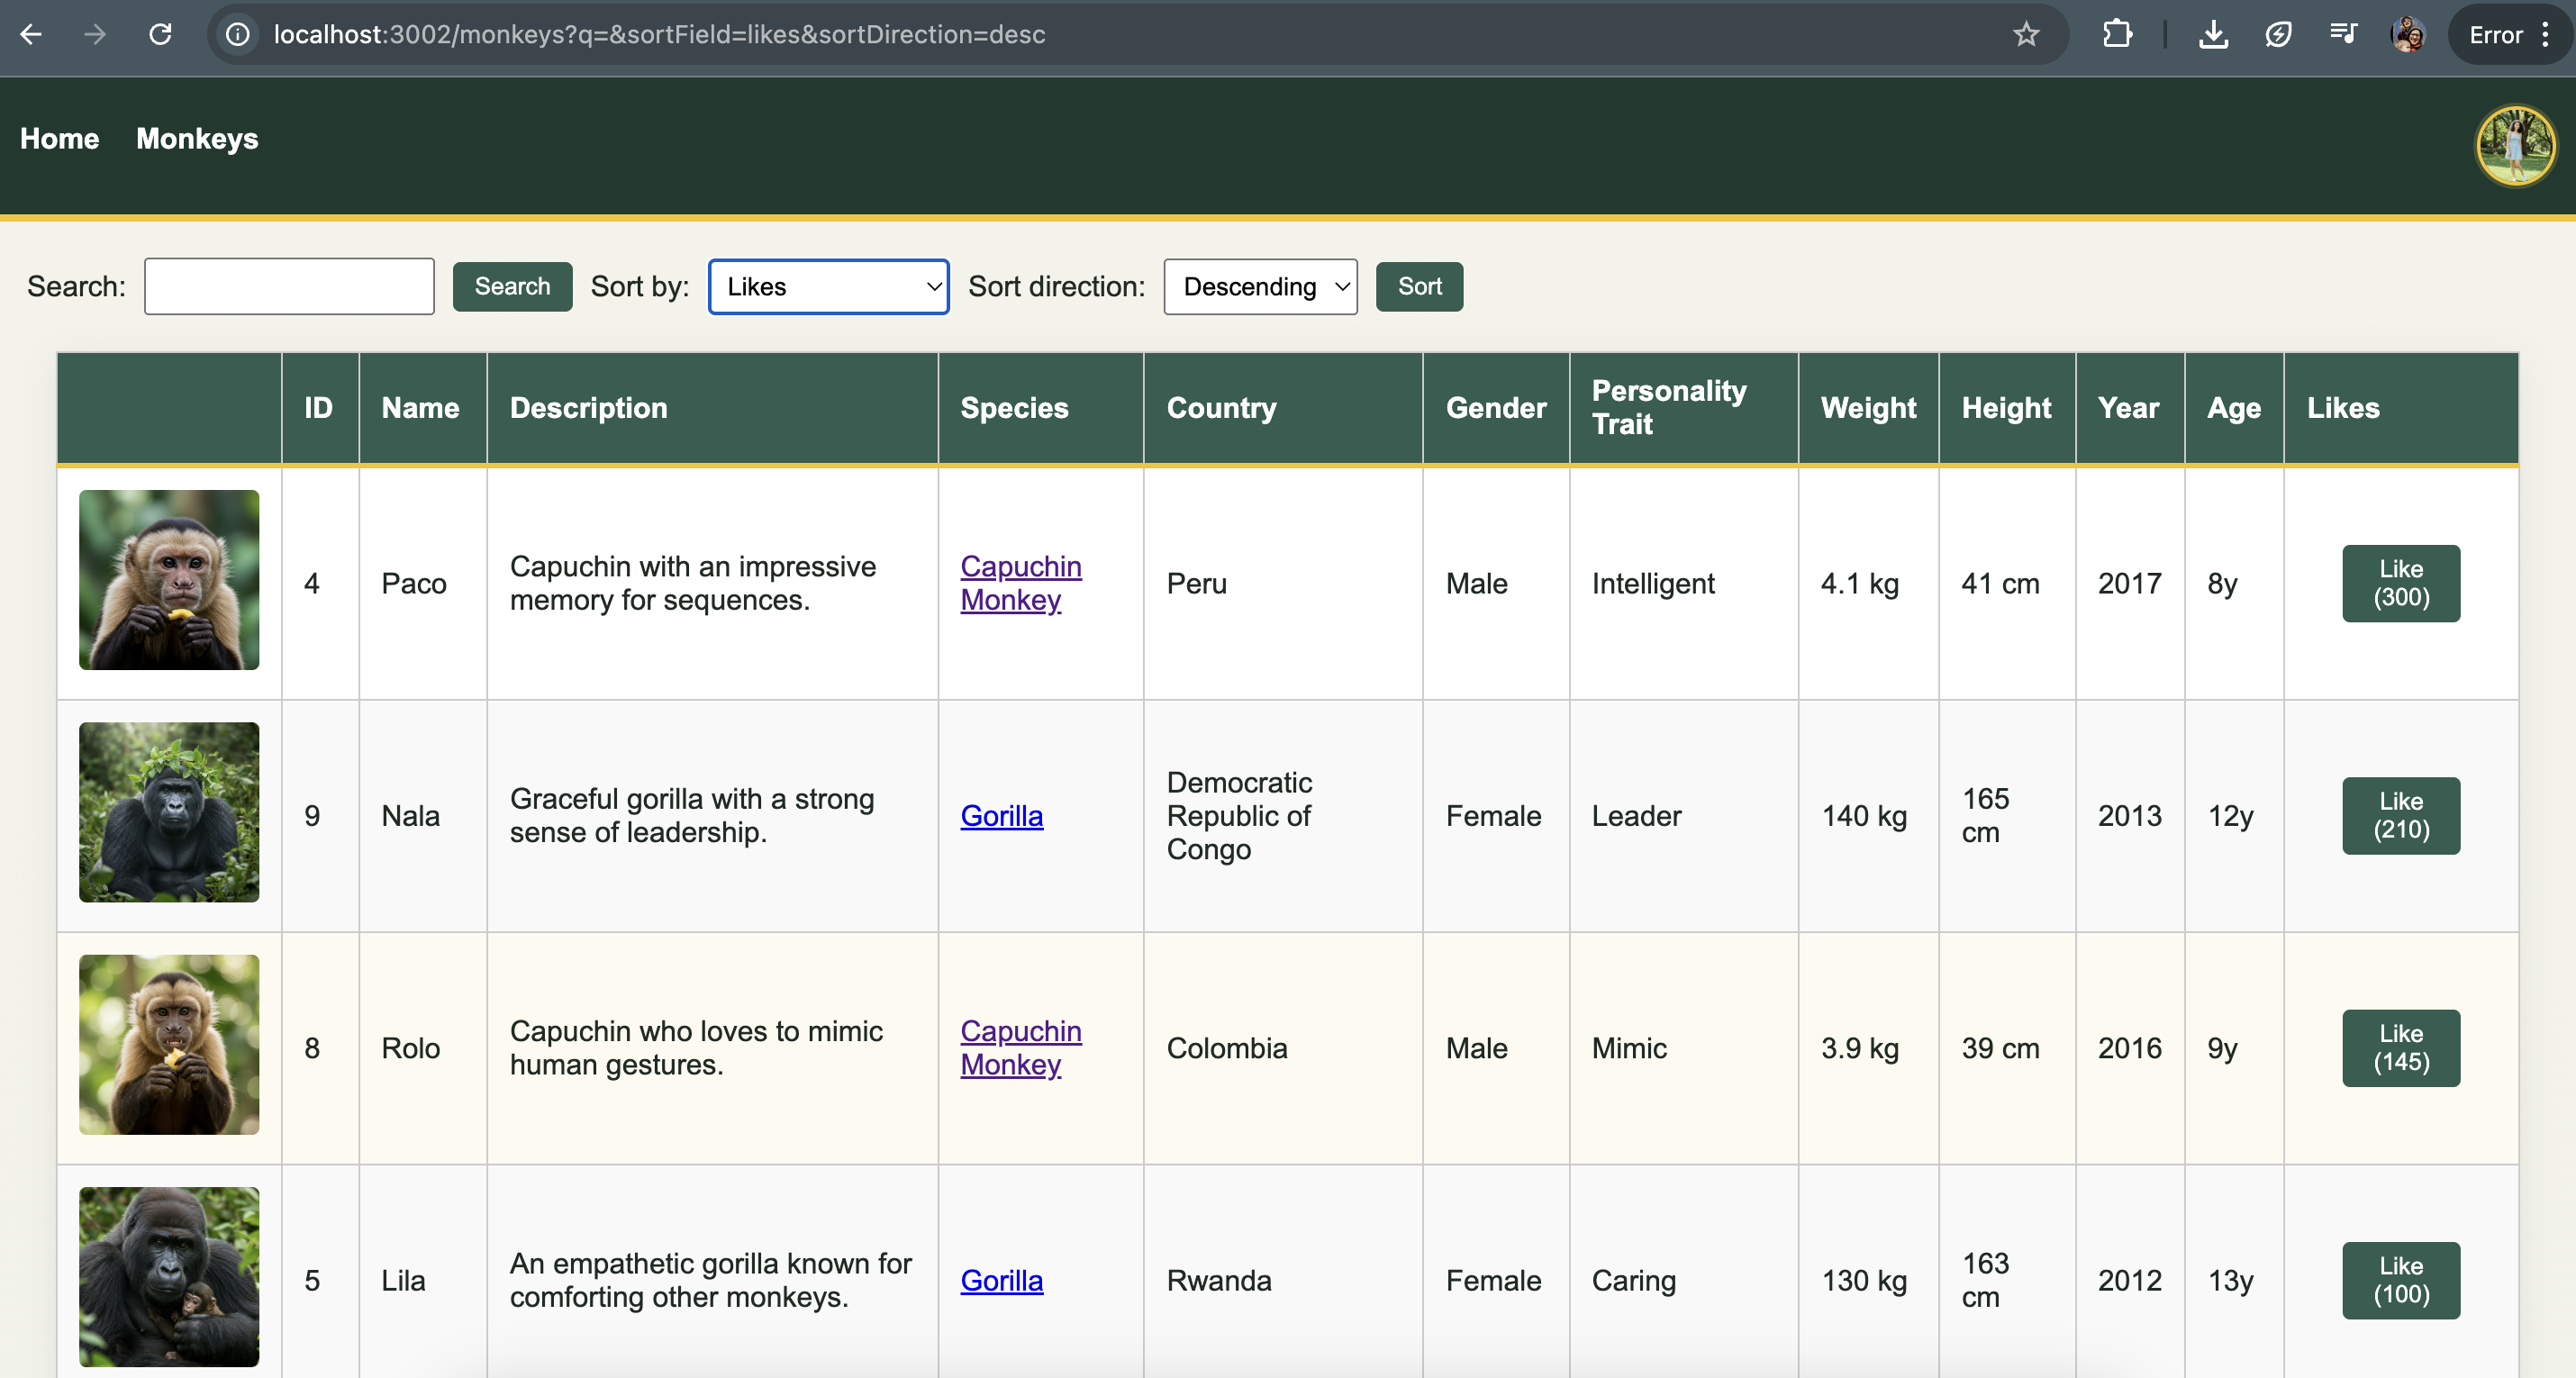 localhost:3002/monkeys?q=&sortField=likes&sortDirection=desc
Error
Home Monkeys
Search: Search Sort by: Likes Sort direction: Descending Sort
ID Name Description Species Country Gender Personality Trait Weight Height Year Age Likes
4 Paco Capuchin with an impressive memory for sequences. Capuchin Monkey Peru Male Intelligent 4.1 kg 41 cm 2017 8y Like (300)
9 Nala Graceful gorilla with a strong sense of leadership. Gorilla Democratic Republic of Congo Female Leader 140 kg 165 cm 2013 12y Like (210)
8 Rolo Capuchin who loves to mimic human gestures. Capuchin Monkey Colombia Male Mimic 3.9 kg 39 cm 2016 9y Like (145)
5 Lila An empathetic gorilla known for comforting other monkeys. Gorilla Rwanda Female Caring 130 kg 163 cm 2012 13y Like (100)